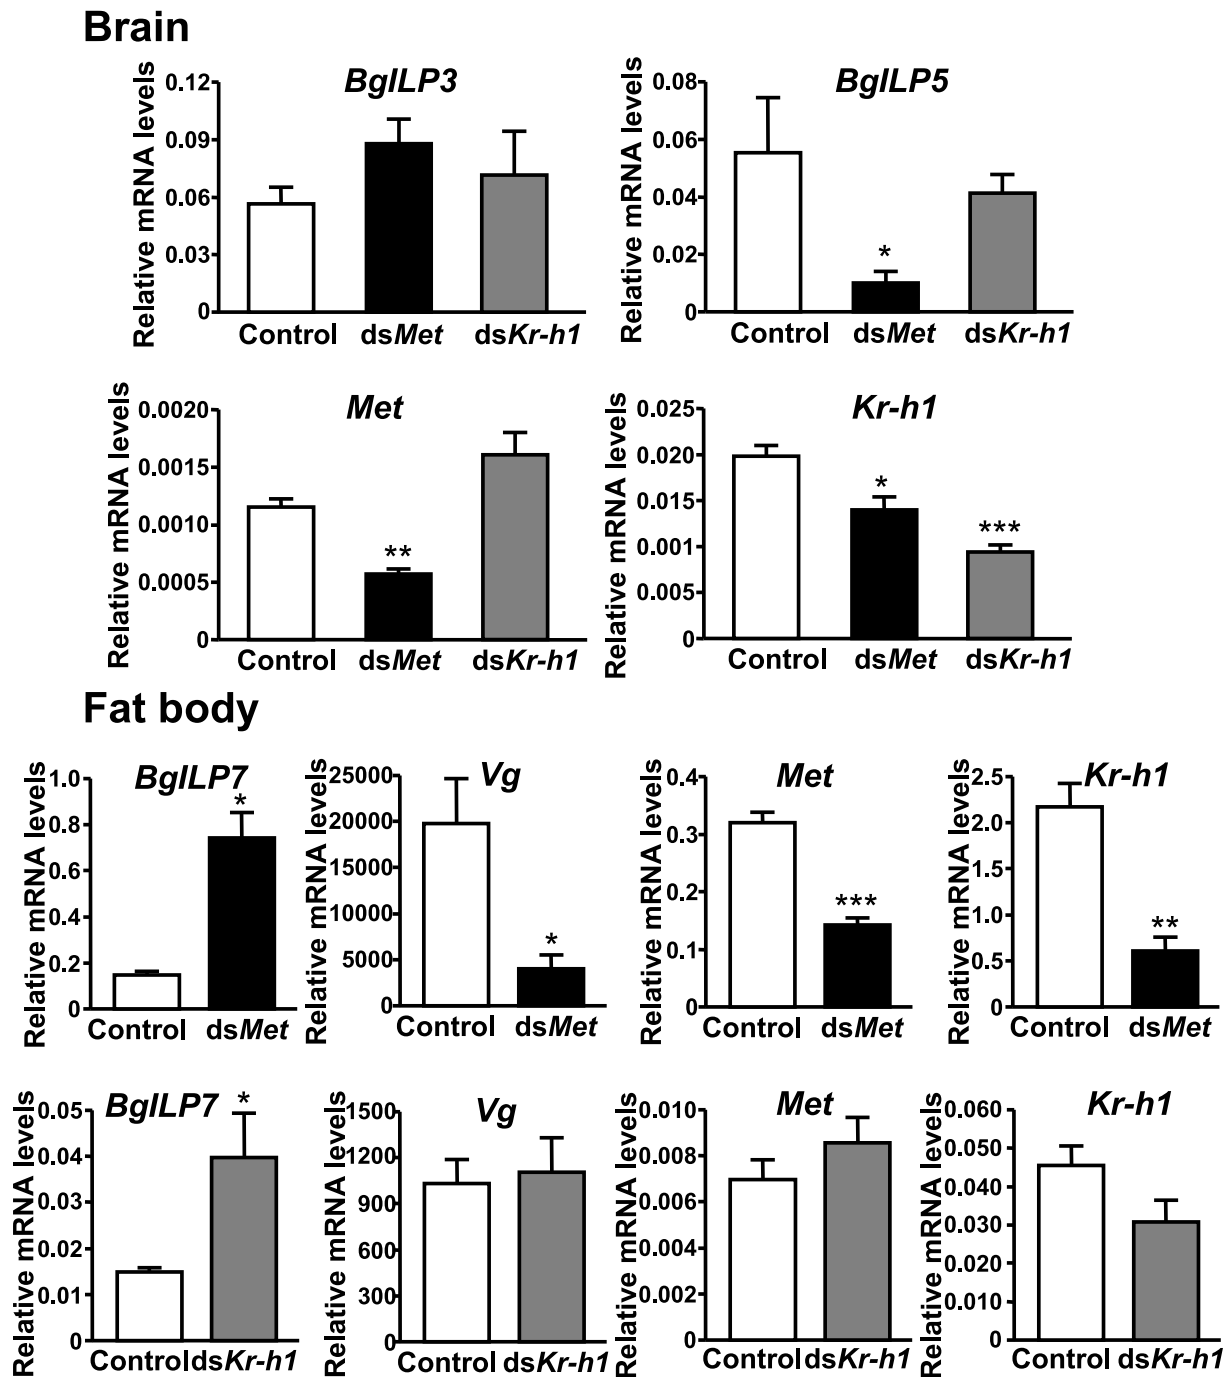 Brain
BgILP3
Relative mRNA levels
0.12
0.09
0.06
0.03
0
Control dsMet dsKr-h1
BgILP5
Relative mRNA levels
0.08
0.06
0.04
0.02
0
*
Control dsMet dsKr-h1
Met
Relative mRNA levels
0.0020
0.0015
0.0010
0.0005
0
**
Control dsMet dsKr-h1
Kr-h1
Relative mRNA levels
0.025
0.020
0.015
0.001
0.005
0
*
***
Control dsMet dsKr-h1
Fat body
BgILP7
Relative mRNA levels
1.0
0.8
0.6
0.4
0.2
0
*
Control dsMet
Vg
Relative mRNA levels
25000
20000
15000
10000
5000
0
*
Control dsMet
Met
Relative mRNA levels
0.4
0.3
0.2
0.1
0
***
Control dsMet
Kr-h1
Relative mRNA levels
2.5
2.0
1.5
1.0
0.5
0
**
Control dsMet
BgILP7
Relative mRNA levels
0.05
0.04
0.03
0.02
0.01
0
*
Control dsKr-h1
Vg
Relative mRNA levels
1500
1200
900
600
300
0
Control dsKr-h1
Met
Relative mRNA levels
0.010
0.008
0.006
0.004
0.002
0.000
Control dsKr-h1
Kr-h1
Relative mRNA levels
0.060
0.050
0.040
0.030
0.020
0.010
0.000
Control dsKr-h1